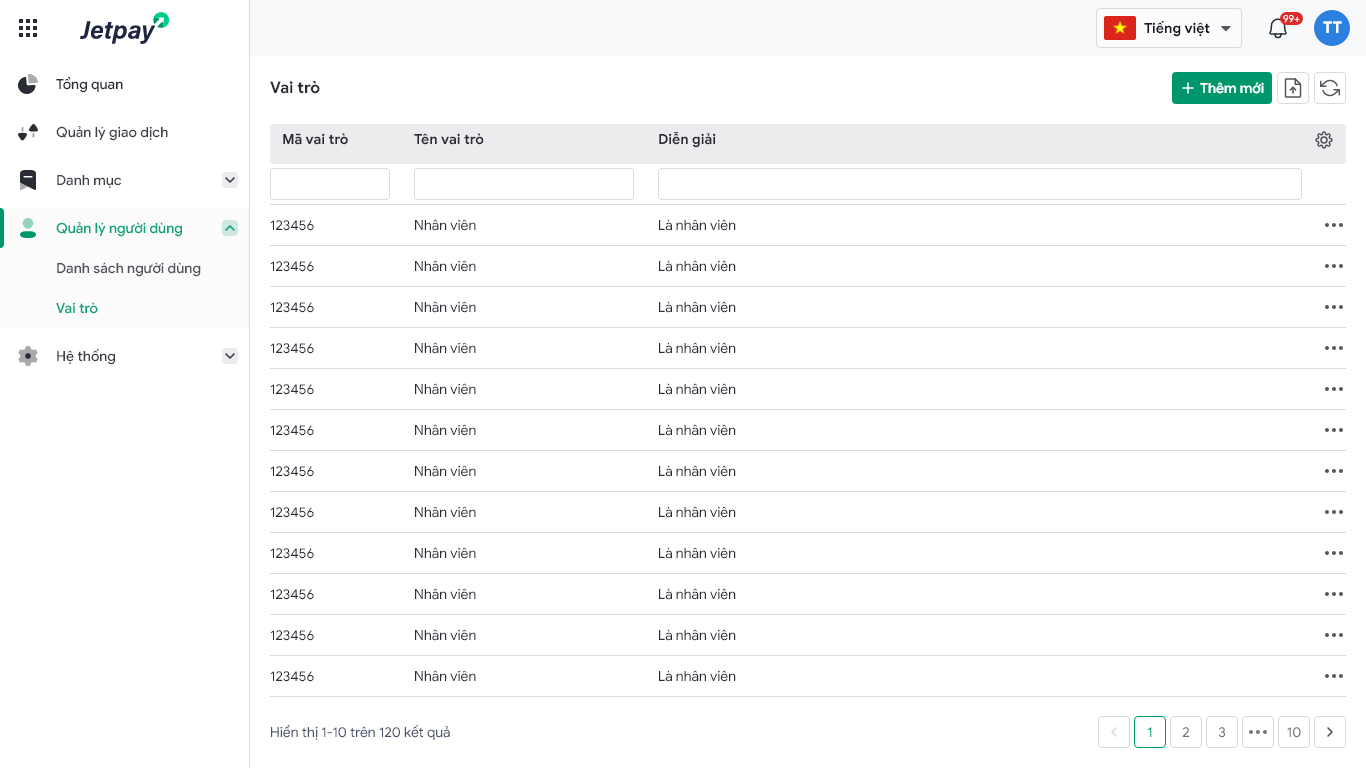 Jetpay
Tiếng việt
99+
TT
Tổng quan
Quản lý giao dịch
Danh mục
Quản lý người dùng
Danh sách người dùng
Vai trò
Hệ thống
Vai trò
Thêm mới
Mã vai trò Tên vai trò Diễn giải
123456 Nhân viên Là nhân viên
123456 Nhân viên Là nhân viên
123456 Nhân viên Là nhân viên
123456 Nhân viên Là nhân viên
123456 Nhân viên Là nhân viên
123456 Nhân viên Là nhân viên
123456 Nhân viên Là nhân viên
123456 Nhân viên Là nhân viên
123456 Nhân viên Là nhân viên
123456 Nhân viên Là nhân viên
123456 Nhân viên Là nhân viên
123456 Nhân viên Là nhân viên
Hiển thị 1-10 trên 120 kết quả
1 2 3 ••• 10